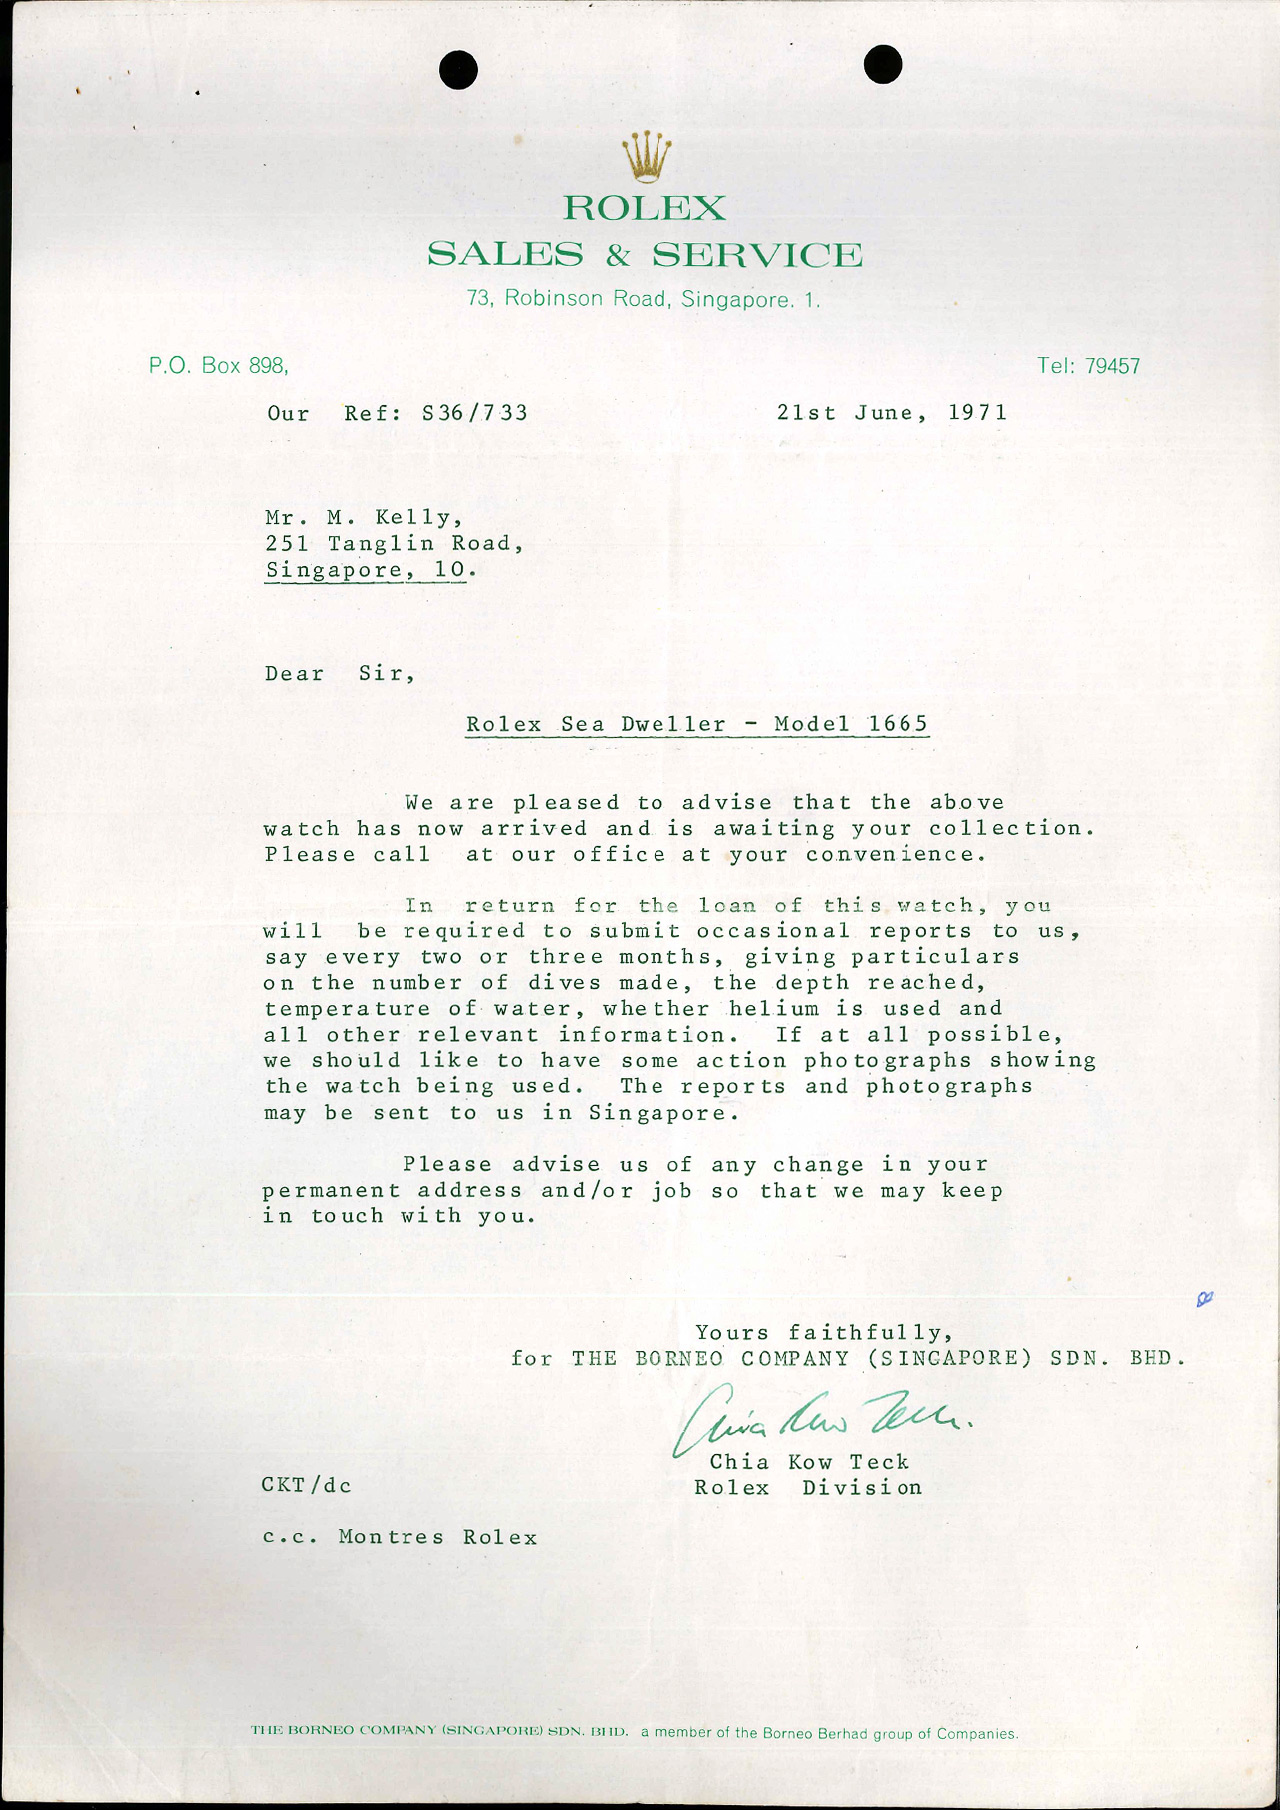 ROLEX
SALES & SERVICE
73, Robinson Road, Singapore. 1.
P.O. Box 898,
Tel: 79457
Our Ref: S36/733
21st June, 1971
Mr. M. Kelly,
251 Tanglin Road,
Singapore, 10.
Dear Sir,
Rolex Sea Dweller - Model 1665
We are pleased to advise that the above
watch has now arrived and is awaiting your collection.
Please call at our office at your convenience.
In return for the loan of this watch, you
will be required to submit occasional reports to us,
say every two or three months, giving particulars
on the number of dives made, the depth reached,
temperature of water, whether helium is used and
all other relevant information. If at all possible,
we should like to have some action photographs showing
the watch being used. The reports and photographs
may be sent to us in Singapore.
Please advise us of any change in your
permanent address and/or job so that we may keep
in touch with you.
Yours faithfully,
for THE BORNEO COMPANY (SINGAPORE) SDN. BHD.
Chia Kow Teck.
Chia Kow Teck
Rolex Division
CKT/dc
c.c. Montres Rolex
THE BORNEO COMPANY (SINGAPORE) SDN. BHD. a member of the Borneo Berhad group of Companies.